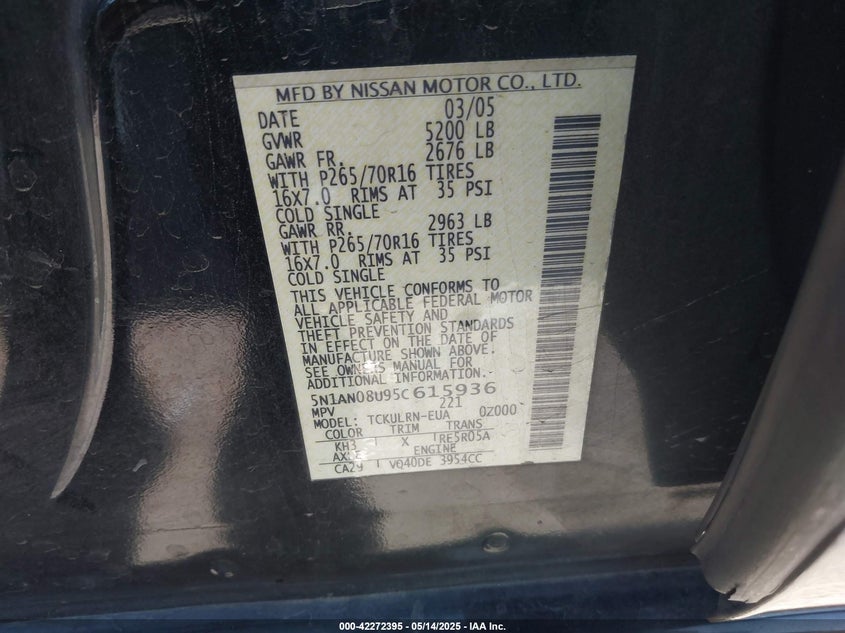 MFD BY NISSAN MOTOR CO., LTD.
DATE 03/05
GVWR 5200 LB
GAWR FR. 2676 LB
WITH P265/70R16 TIRES
16X7.0 RIMS AT 35 PSI
COLD SINGLE
GAWR RR. 2963 LB
WITH P265/70R16 TIRES
16X7.0 RIMS AT 35 PSI
COLD SINGLE
THIS VEHICLE CONFORMS TO
ALL APPLICABLE FEDERAL MOTOR
VEHICLE SAFETY AND
THEFT PREVENTION STANDARDS
IN EFFECT ON THE DATE OF
MANUFACTURE SHOWN ABOVE.
SEE OWNERS MANUAL FOR
ADDITIONAL INFORMATION.
5N1AN08U95C615936
MPV 221
MODEL: TCKULRN-EUA 0Z000
COLOR TRIM TRANS
KH3 X RE5R05A
ENGINE
CA29 VQ40DE 3954CC
000-42272395 - 05/14/2025 - IAA Inc.